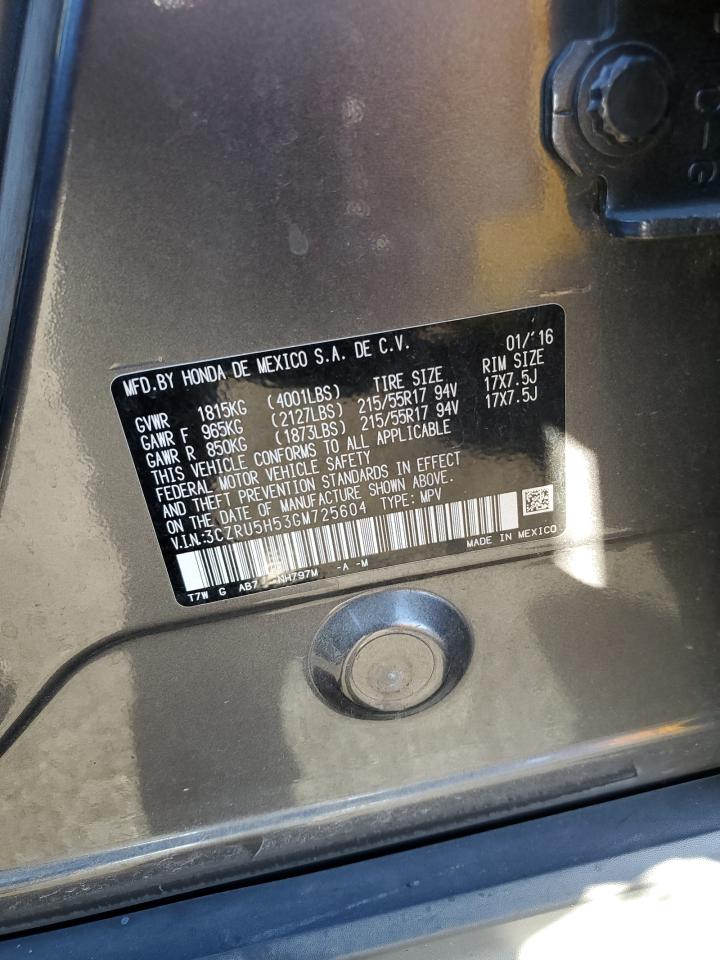 MFD.BY HONDA DE MEXICO S.A. DE C.V. 01/'16
GVWR 1815KG (4001LBS) TIRE SIZE RIM SIZE
GAWR F 965KG (2127LBS) 215/55R17 94V 17X7.5J
GAWR R 850KG (1873LBS) 215/55R17 94V 17X7.5J
THIS VEHICLE CONFORMS TO ALL APPLICABLE
FEDERAL MOTOR VEHICLE SAFETY
AND THEFT PREVENTION STANDARDS IN EFFECT
ON THE DATE OF MANUFACTURE SHOWN ABOVE.
V.I.N:3CZRU5H53GM725604 TYPE: MPV
T7W G AB7 NH797M -A -M MADE IN MEXICO